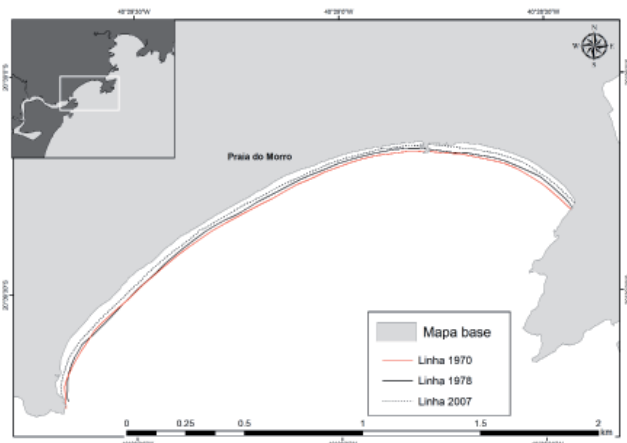 N
W E
S
Praia do Morro
Mapa base
Linha 1970
Linha 1978
Linha 2007
0 0.25 0.5 1 1.5 2
km